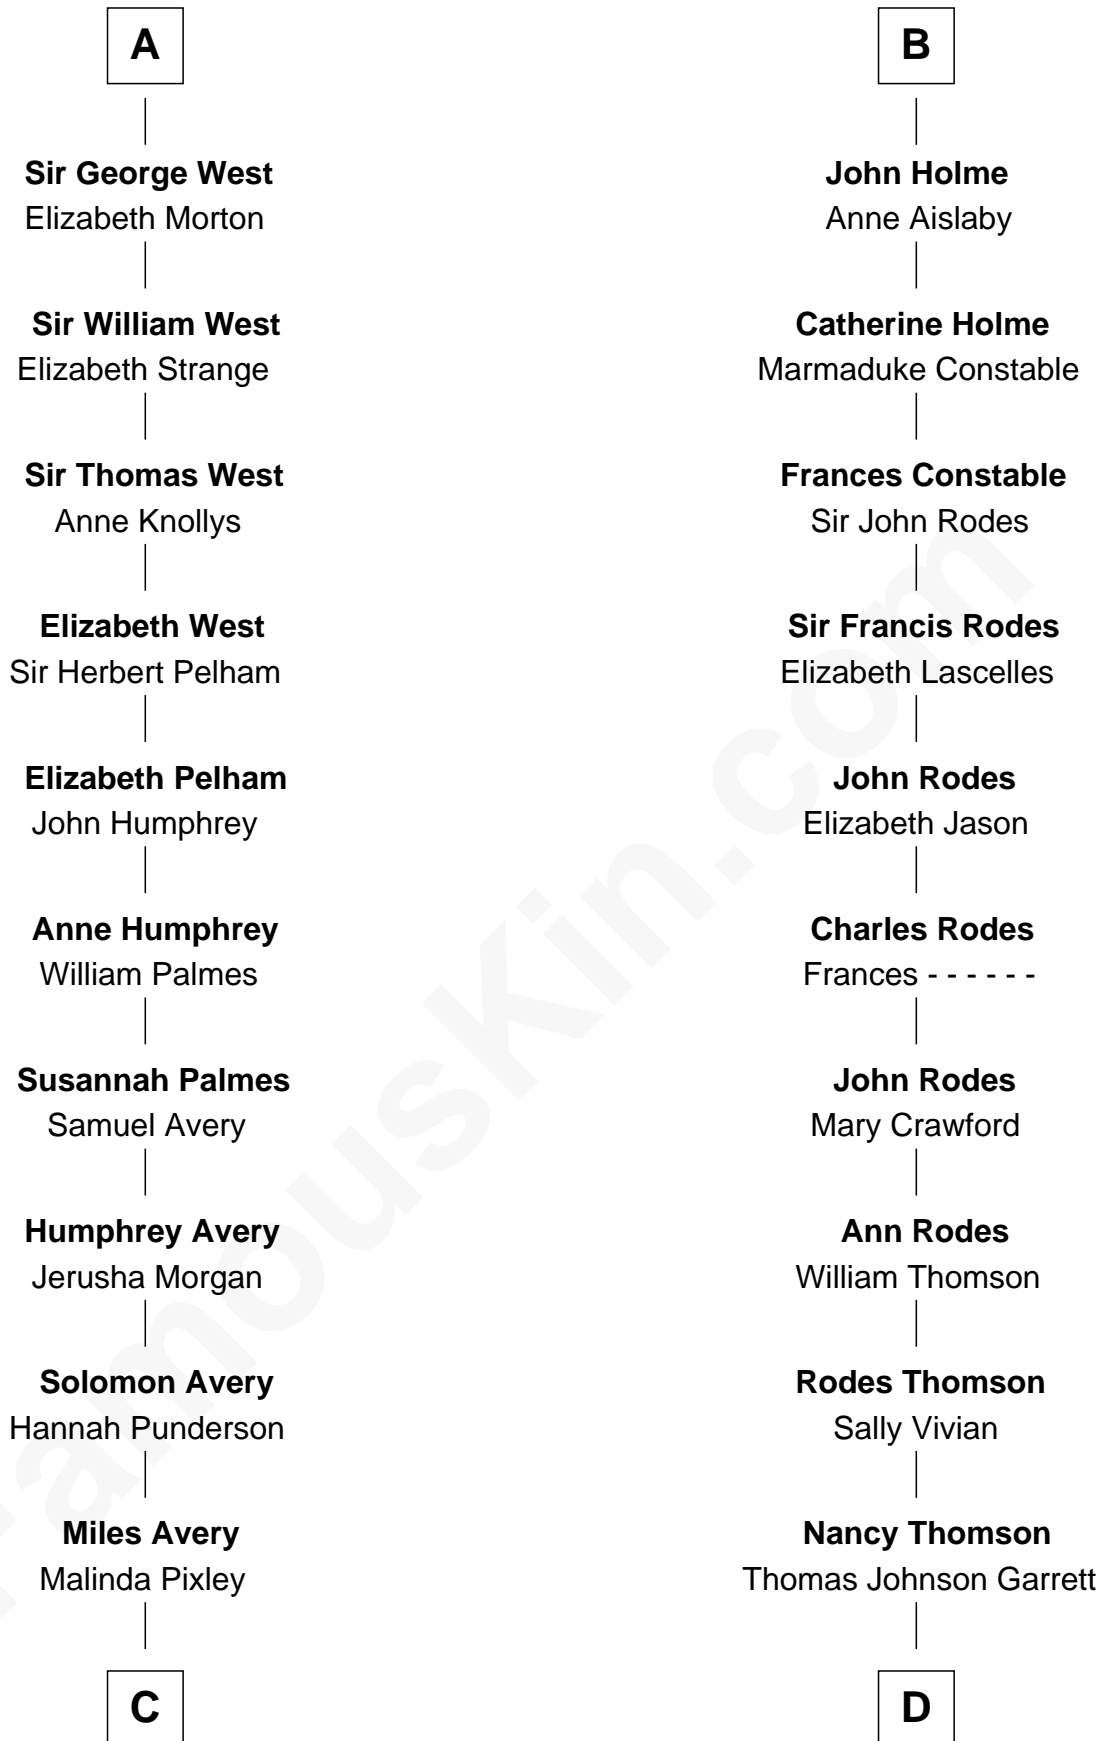 A
Sir George West
Elizabeth Morton
Sir William West
Elizabeth Strange
Sir Thomas West
Anne Knollys
Elizabeth West
Sir Herbert Pelham
Elizabeth Pelham
John Humphrey
Anne Humphrey
William Palmes
Susannah Palmes
Samuel Avery
Humphrey Avery
Jerusha Morgan
Solomon Avery
Hannah Punderson
Miles Avery
Malinda Pixley
C
B
John Holme
Anne Aislaby
Catherine Holme
Marmaduke Constable
Frances Constable
Sir John Rodes
Sir Francis Rodes
Elizabeth Lascelles
John Rodes
Elizabeth Jason
Charles Rodes
Frances - - - - - -
John Rodes
Mary Crawford
Ann Rodes
William Thomson
Rodes Thomson
Sally Vivian
Nancy Thomson
Thomas Johnson Garrett
D
FamousKin.com